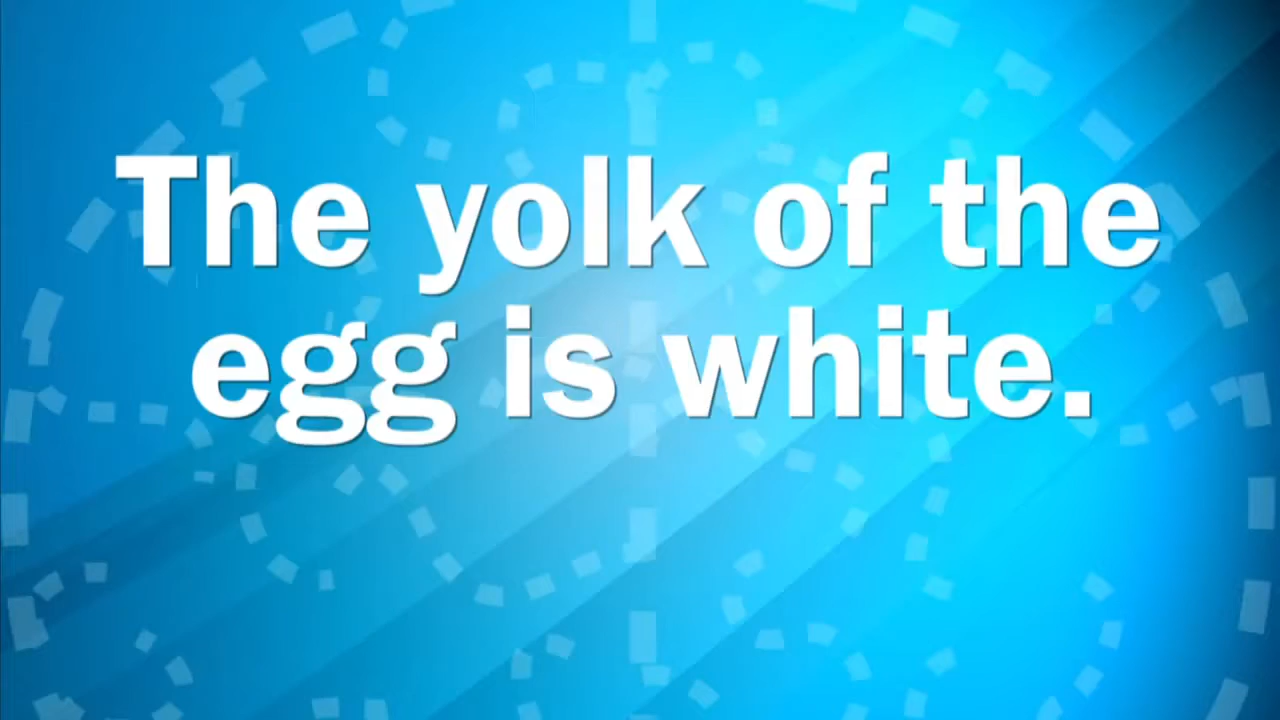 The yolk of the
egg is white.